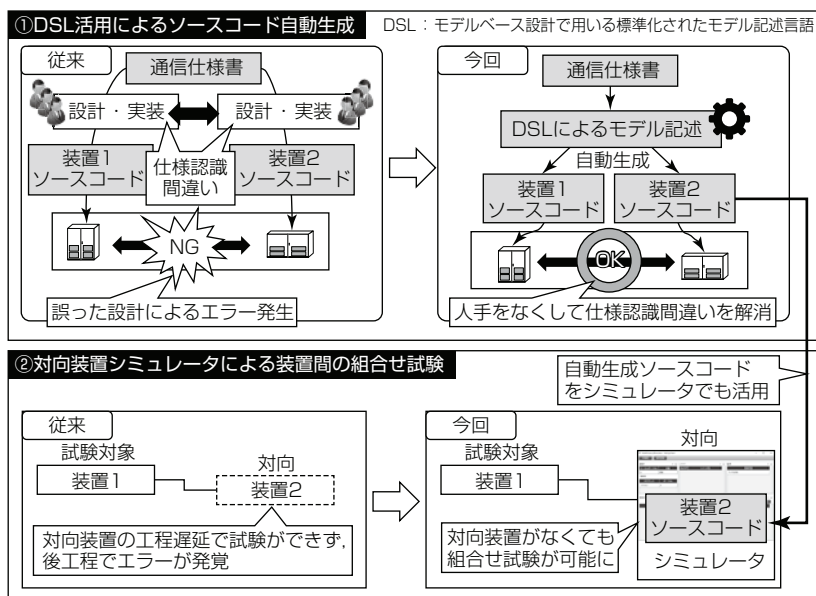 ①DSL活用によるソースコード自動生成
DSL：モデルベース設計で用いる標準化されたモデル記述言語
従来
通信仕様書
設計・実装
設計・実装
装置1
ソースコード
仕様認識
間違い
装置2
ソースコード
NG
誤った設計によるエラー発生
今回
通信仕様書
DSLによるモデル記述
自動生成
装置1
ソースコード
装置2
ソースコード
OK
人手をなくして仕様認識間違いを解消
②対向装置シミュレータによる装置間の組合せ試験
自動生成ソースコード
をシミュレータでも活用
従来
試験対象
装置1
対向
装置2
対向装置の工程遅延で試験ができず,
後工程でエラーが発覚
今回
試験対象
装置1
対向
装置2
ソースコード
シミュレータ
対向装置がなくても
組合せ試験が可能に